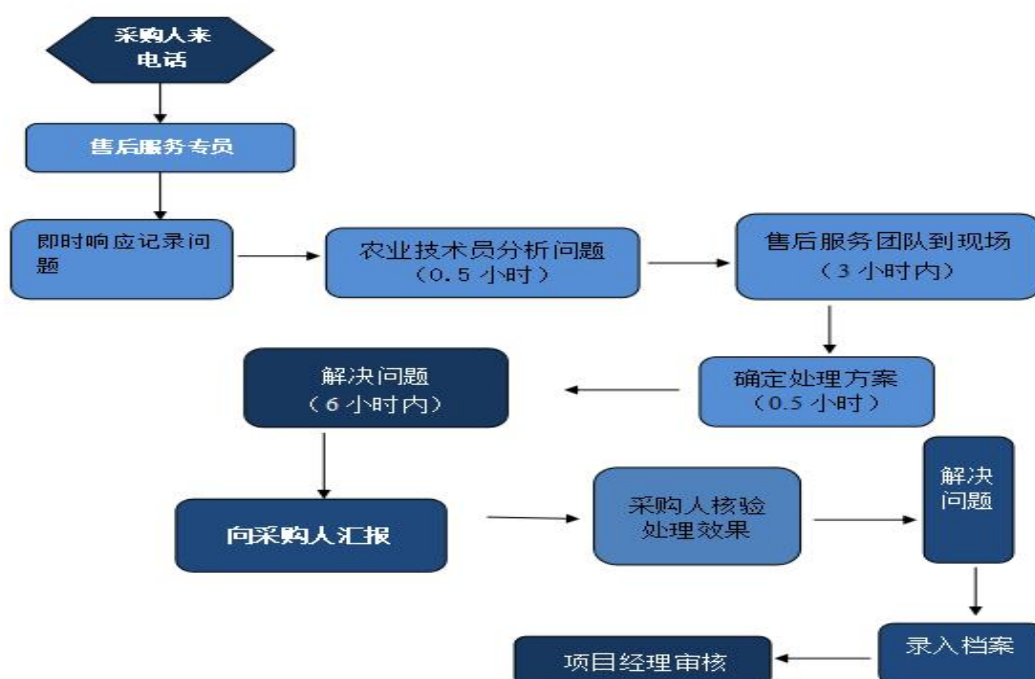 采购人来
电话
售后服务专员
即时响应记录问
题
农业技术员分析问题
（0.5 小时）
售后服务团队到现场
（3 小时内）
确定处理方案
（0.5 小时）
解决问题
（6 小时内）
向采购人汇报
采购人核验
处理效果
解决
问题
录入档案
项目经理审核